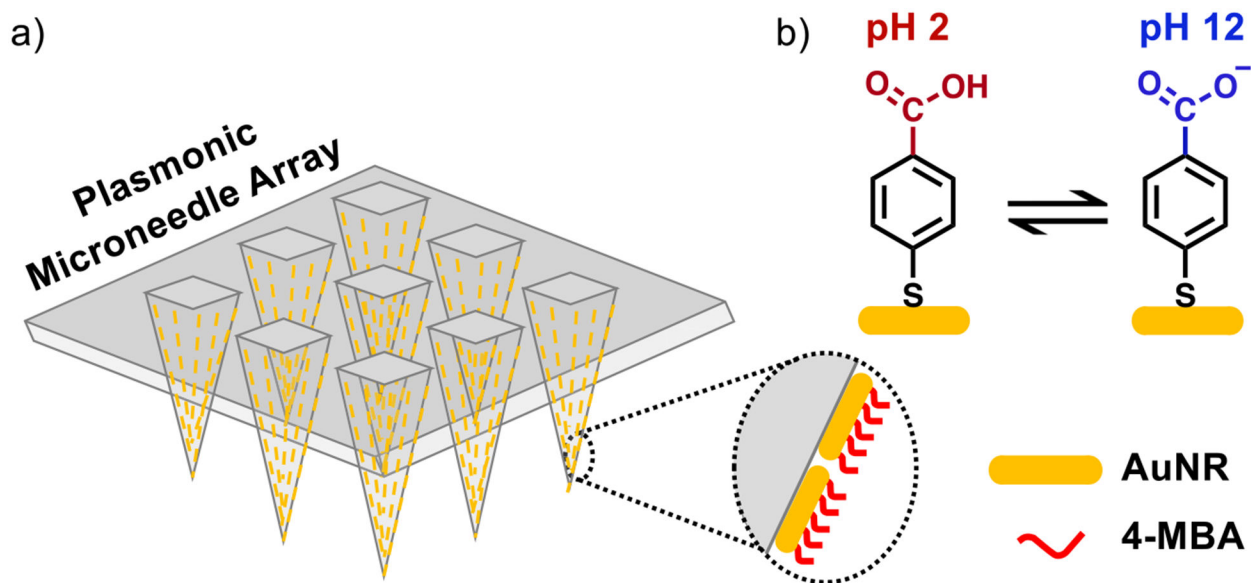 a)
Plasmonic
Microneedle Array
b)
pH 2
pH 12
O
C
OH
O
C
O−
S
S
AuNR
4-MBA